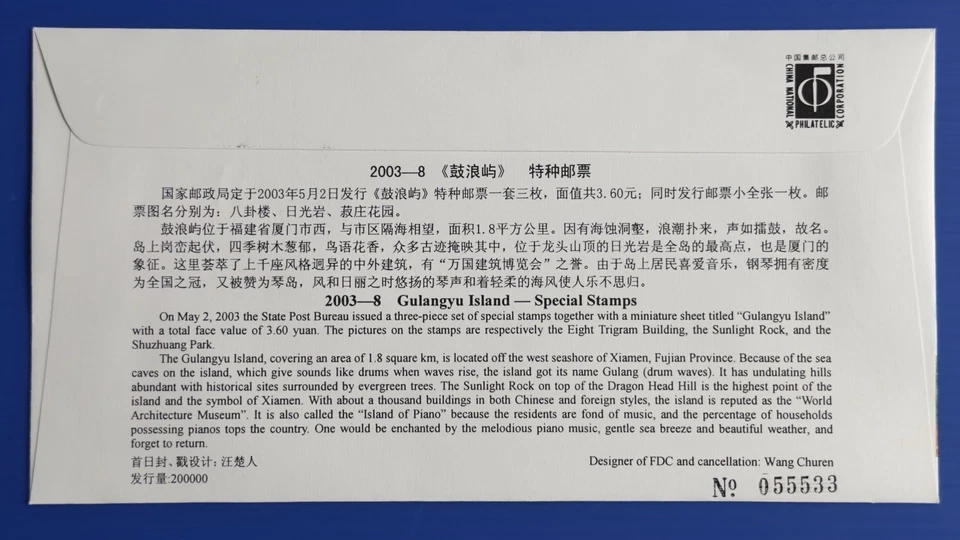 中国集邮总公司
CHINA NATIONAL
CORPORATION
PHILATELIC
2003—8 《鼓浪屿》 特种邮票
国家邮政局定于2003年5月2日发行《鼓浪屿》特种邮票一套三枚，面值共3.60元；同时发行邮票小全张一枚。邮
票图名分别为：八卦楼、日光岩、菽庄花园。
鼓浪屿位于福建省厦门市西，与市区隔海相望，面积1.8平方公里。因有海蚀洞壑，浪潮扑来，声如擂鼓，故名。
岛上岗峦起伏，四季树木葱郁，鸟语花香，众多古迹掩映其中，位于龙头山顶的日光岩是全岛的最高点，也是厦门的
象征。这里荟萃了上千座风格迥异的中外建筑，有“万国建筑博览会”之誉。由于岛上居民喜爱音乐，钢琴拥有密度
为全国之冠，又被赞为琴岛，风和日丽之时悠扬的琴声和着轻柔的海风使人乐不思归。
2003—8 Gulangyu Island — Special Stamps
On May 2, 2003 the State Post Bureau issued a three-piece set of special stamps together with a miniature sheet titled “Gulangyu Island”
with a total face value of 3.60 yuan. The pictures on the stamps are respectively the Eight Trigram Building, the Sunlight Rock, and the
Shuzhuang Park.
The Gulangyu Island, covering an area of 1.8 square km, is located off the west seashore of Xiamen, Fujian Province. Because of the sea
caves on the island, which give sounds like drums when waves rise, the island got its name Gulang (drum waves). It has undulating hills
abundant with historical sites surrounded by evergreen trees. The Sunlight Rock on top of the Dragon Head Hill is the highest point of the
island and the symbol of Xiamen. With about a thousand buildings in both Chinese and foreign styles, the island is reputed as the “World
Architecture Museum”. It is also called the “Island of Piano” because the residents are fond of music, and the percentage of households
possessing pianos tops the country. One would be enchanted by the melodious piano music, gentle sea breeze and beautiful weather, and
forget to return.
首日封、戳设计：汪楚人
Designer of FDC and cancellation: Wang Churen
发行量:200000
Nº 055533